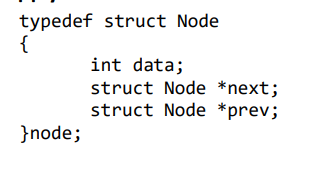 typedef struct Node
{
int data;
struct Node *next;
struct Node *prev;
}node;